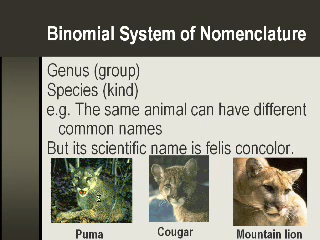 Binomial System of Nomenclature
Genus (group)
Species (kind)
e.g. The same animal can have different
common names
But its scientific name is felis concolor.
Puma
Cougar
Mountain lion